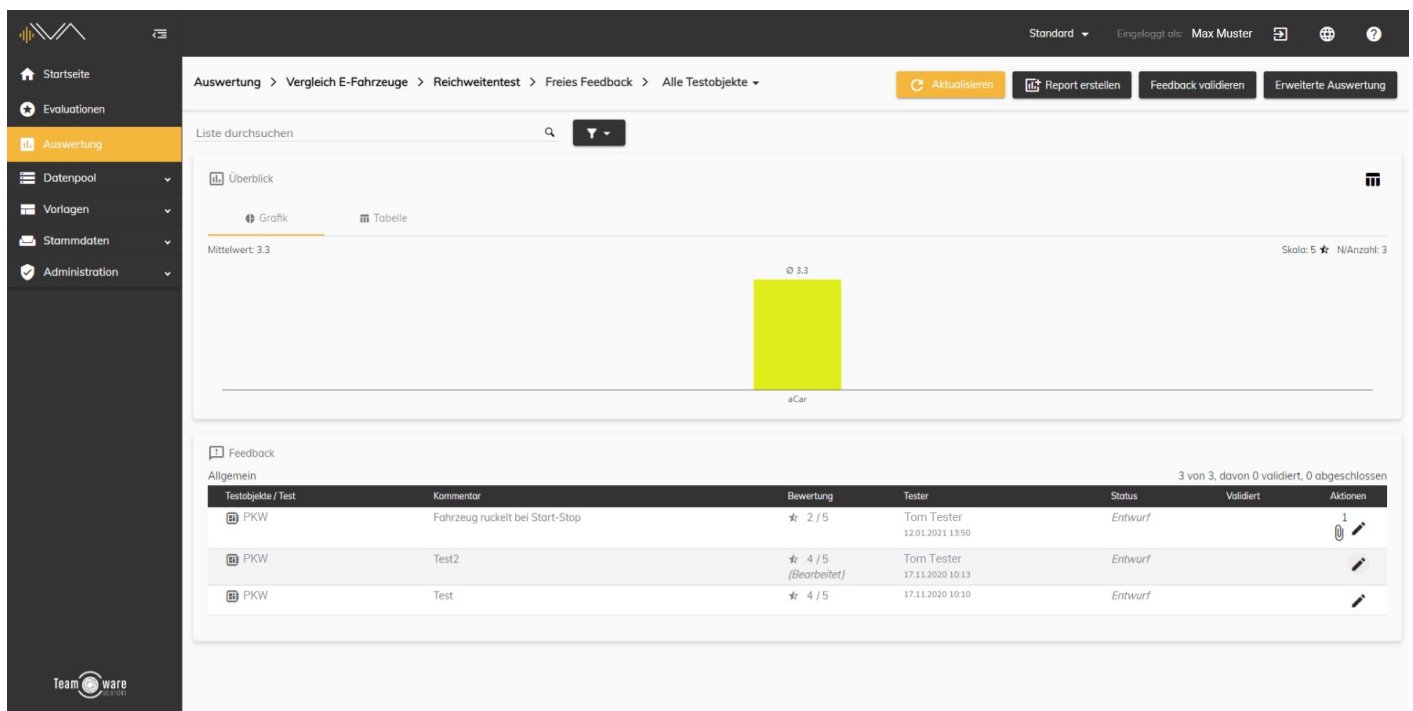 Standard Eingeloggt als: Max Muster
Startseite
Evaluationen
Auswertung
Datenpool
Vorlagen
Stammdaten
Administration
Auswertung > Vergleich E-Fahrzeuge > Reichweitentest > Freies Feedback > Alle Testobjekte
Aktualisieren
Report erstellen
Feedback validieren
Erweiterte Auswertung
Liste durchsuchen
Überblick
Grafik Tabelle
Mittelwert: 3.3 Skala: 5 N/Anzahl: 3
Ø 3.3
aCar
Feedback
Allgemein 3 von 3, davon 0 validiert, 0 abgeschlossen
Testobjekte / Test Kommentar Bewertung Tester Status Validiert Aktionen
PKW Fahrzeug ruckelt bei Start-Stop 2 / 5 Tom Tester Entwurf 1
12.01.2021 13:50
PKW Test2 4 / 5 Tom Tester Entwurf
(Bearbeitet) 17.11.2020 10:13
PKW Test 4 / 5 17.11.2020 10:10 Entwurf
Team ware